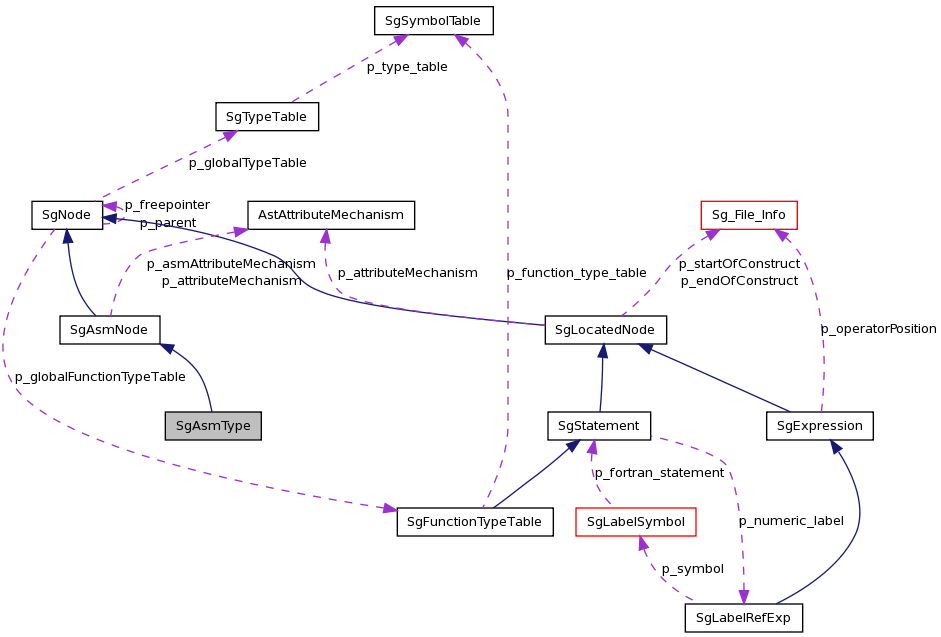 SgSymbolTable
p_type_table
SgTypeTable
p_globalTypeTable
p_freepointer
p_parent
SgNode
AstAttributeMechanism
Sg_File_Info
p_asmAttributeMechanism
p_attributeMechanism
p_attributeMechanism
p_function_type_table
p_startOfConstruct
p_endOfConstruct
SgAsmNode
SgLocatedNode
p_operatorPosition
p_globalFunctionTypeTable
SgAsmType
SgStatement
SgExpression
p_fortran_statement
SgFunctionTypeTable
SgLabelSymbol
p_numeric_label
p_symbol
SgLabelRefExp